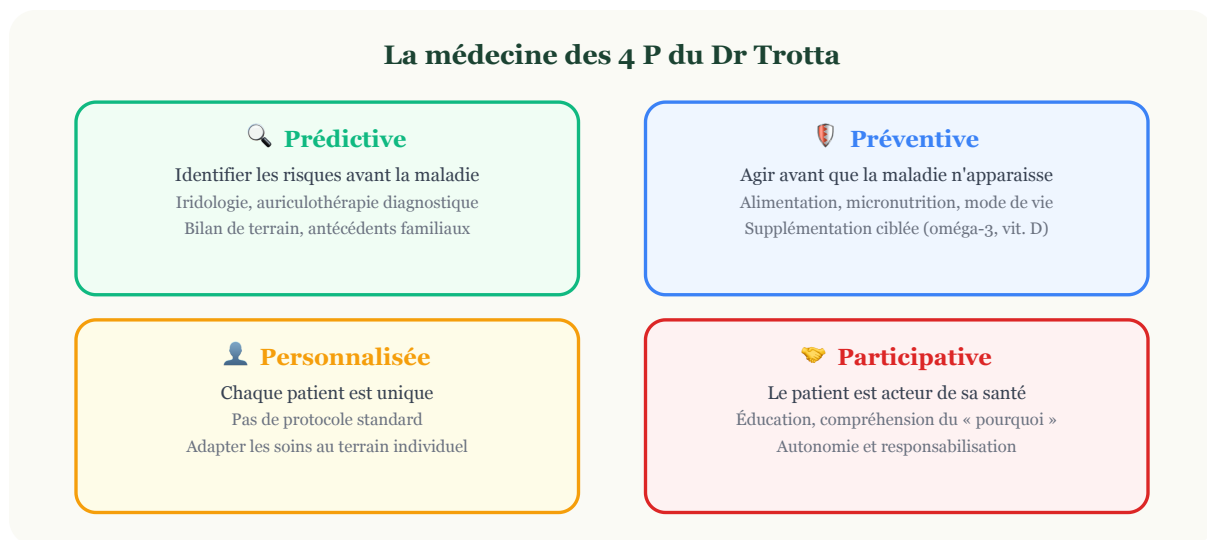 La médecine des 4 P du Dr Trotta
Prédictive
Identifier les risques avant la maladie
Iridologie, auriculothérapie diagnostique
Bilan de terrain, antécédents familiaux
Préventive
Agir avant que la maladie n'apparaisse
Alimentation, micronutrition, mode de vie
Supplémentation ciblée (oméga-3, vit. D)
Personnalisée
Chaque patient est unique
Pas de protocole standard
Adapter les soins au terrain individuel
Participative
Le patient est acteur de sa santé
Éducation, compréhension du « pourquoi »
Autonomie et responsabilisation